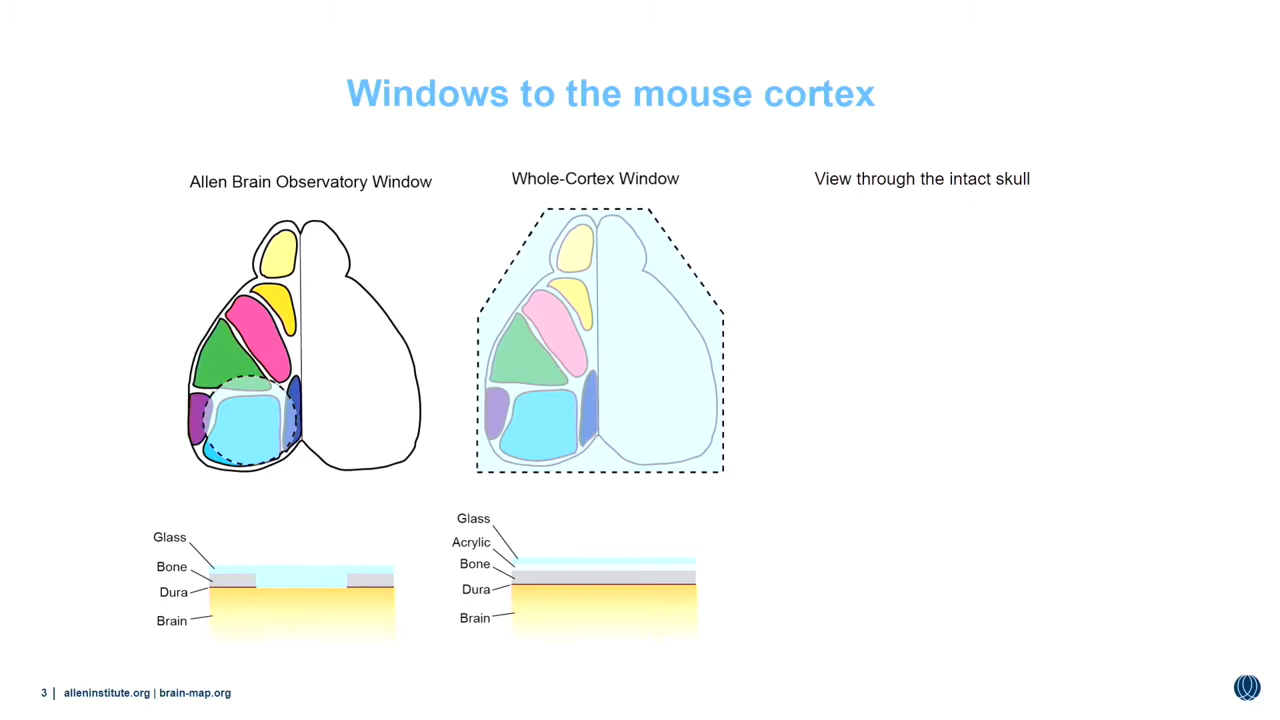 Windows to the mouse cortex
Allen Brain Observatory Window
Whole-Cortex Window
View through the intact skull
Glass
Bone
Dura
Brain
Glass
Acrylic
Bone
Dura
Brain
3 | alleninstitute.org | brain-map.org